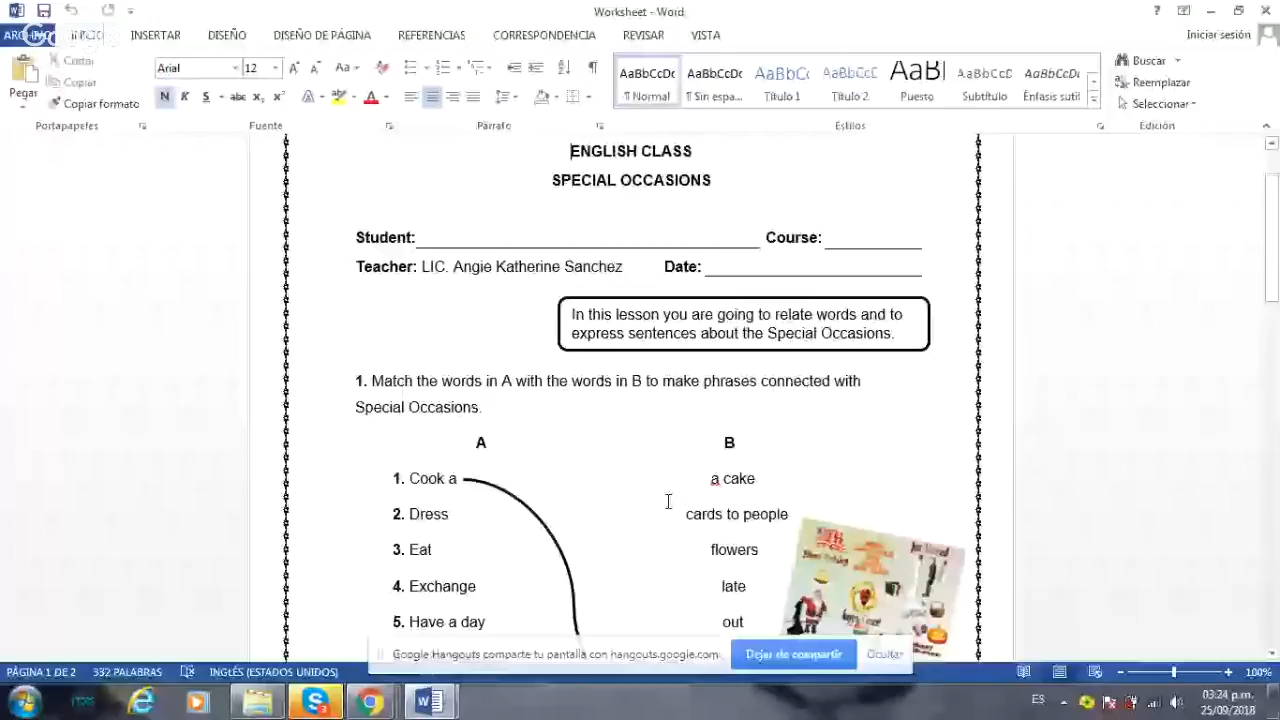 Worksheet - Word
ARCHIVO INICIO INSERTAR DISEÑO DISEÑO DE PÁGINA REFERENCIAS CORRESPONDENCIA REVISAR VISTA Iniciar sesión
Pegar
Cortar
Copiar
Copiar formato
Portapapeles
Arial 12
Fuente
Párrafo
AaBbCcDc AaBbCcDc AaBbCc AaBbCc AaB AaBbCcD AaBbCcDc
¶ Normal ¶ Sin espa... Título 1 Título 2 Puesto Subtítulo Énfasis sutil
Estilos
Buscar
Reemplazar
Seleccionar
Edición
ENGLISH CLASS
SPECIAL OCCASIONS
Student: Course:
Teacher: LIC. Angie Katherine Sanchez Date:
In this lesson you are going to relate words and to
express sentences about the Special Occasions.
1. Match the words in A with the words in B to make phrases connected with
Special Occasions.
A B
1. Cook a a cake
2. Dress cards to people
3. Eat flowers
4. Exchange late
5. Have a day out
Google Hangouts comparte tu pantalla con hangouts.google.com. Dejar de compartir Ocultar
PÁGINA 1 DE 2 332 PALABRAS INGLÉS (ESTADOS UNIDOS) 100%
ES 03:24 p.m.
25/09/2018